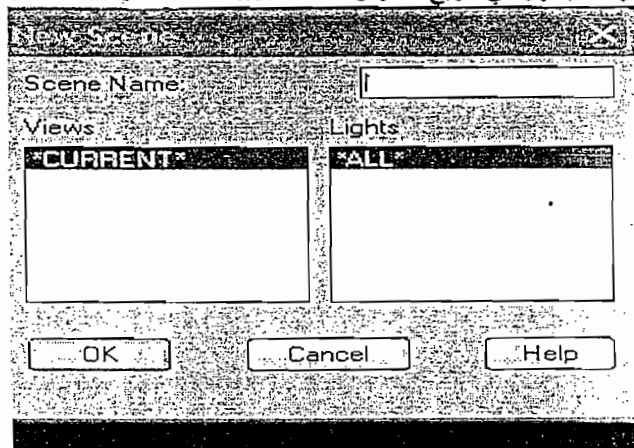 New Scene
Scene Name:
Views
Lights
*CURRENT*
*ALL*
OK
Cancel
Help